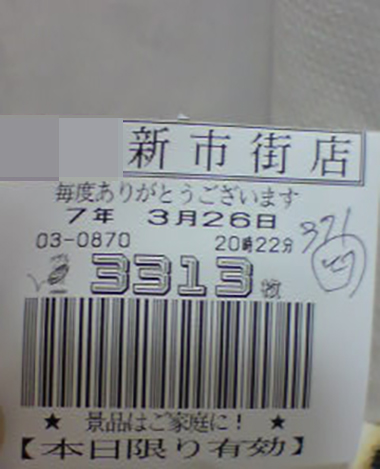 新市街店
毎度ありがとうございます
7年 3月26日
03-0870 20時22分
3313枚
★ 景品はご家庭に! ★
【本日限り有効】